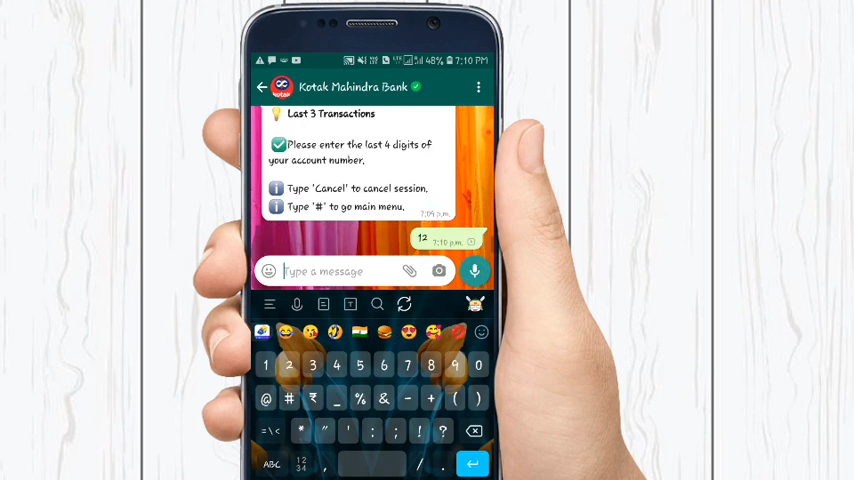 48% 7:10 PM
Kotak Mahindra Bank
kotak
Last 3 Transactions
Please enter the last 4 digits of
your account number.
Type 'Cancel' to cancel session.
Type '#' to go main menu.
7:09 p.m.
12 7:10 p.m.
Type a message
T
1 2 3 4 5 6 7 8 9 0
@ # ₹ _ % & - + ( )
=\< * " ' : ; ! ?
ABC 12 34 , / .